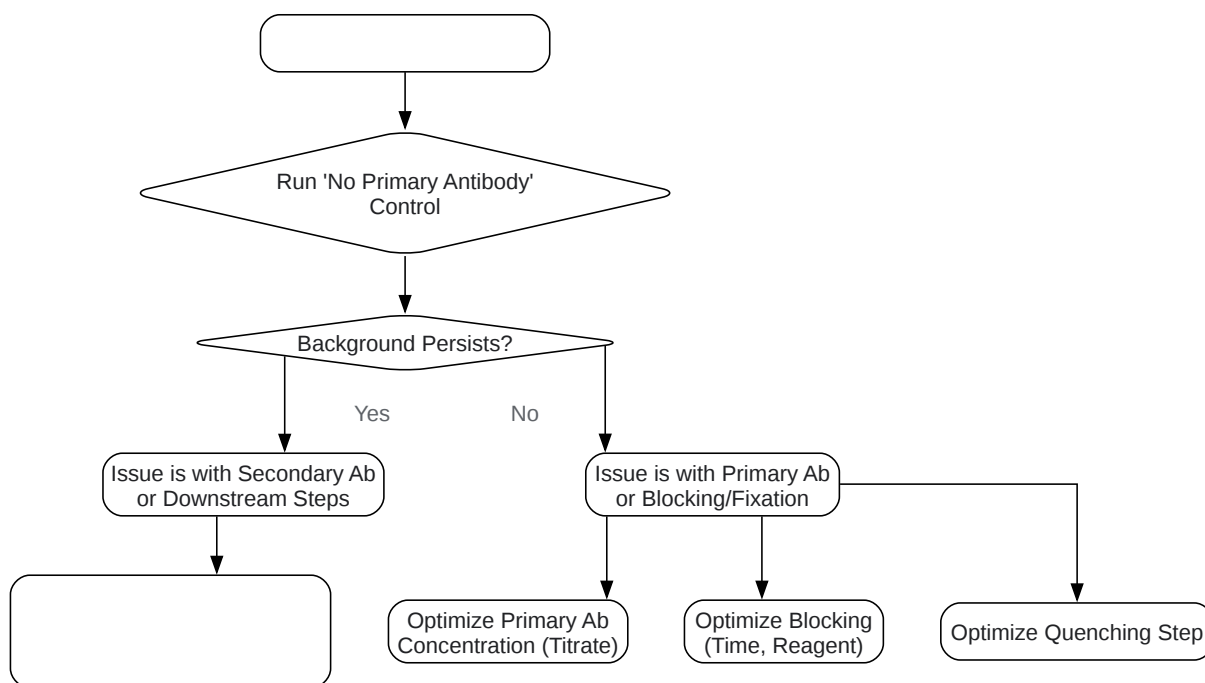 Run 'No Primary Antibody'
Control
Background Persists?
Yes
No
Issue is with Secondary Ab
or Downstream Steps
Issue is with Primary Ab
or Blocking/Fixation
Optimize Primary Ab
Concentration (Titrate)
Optimize Blocking
(Time, Reagent)
Optimize Quenching Step